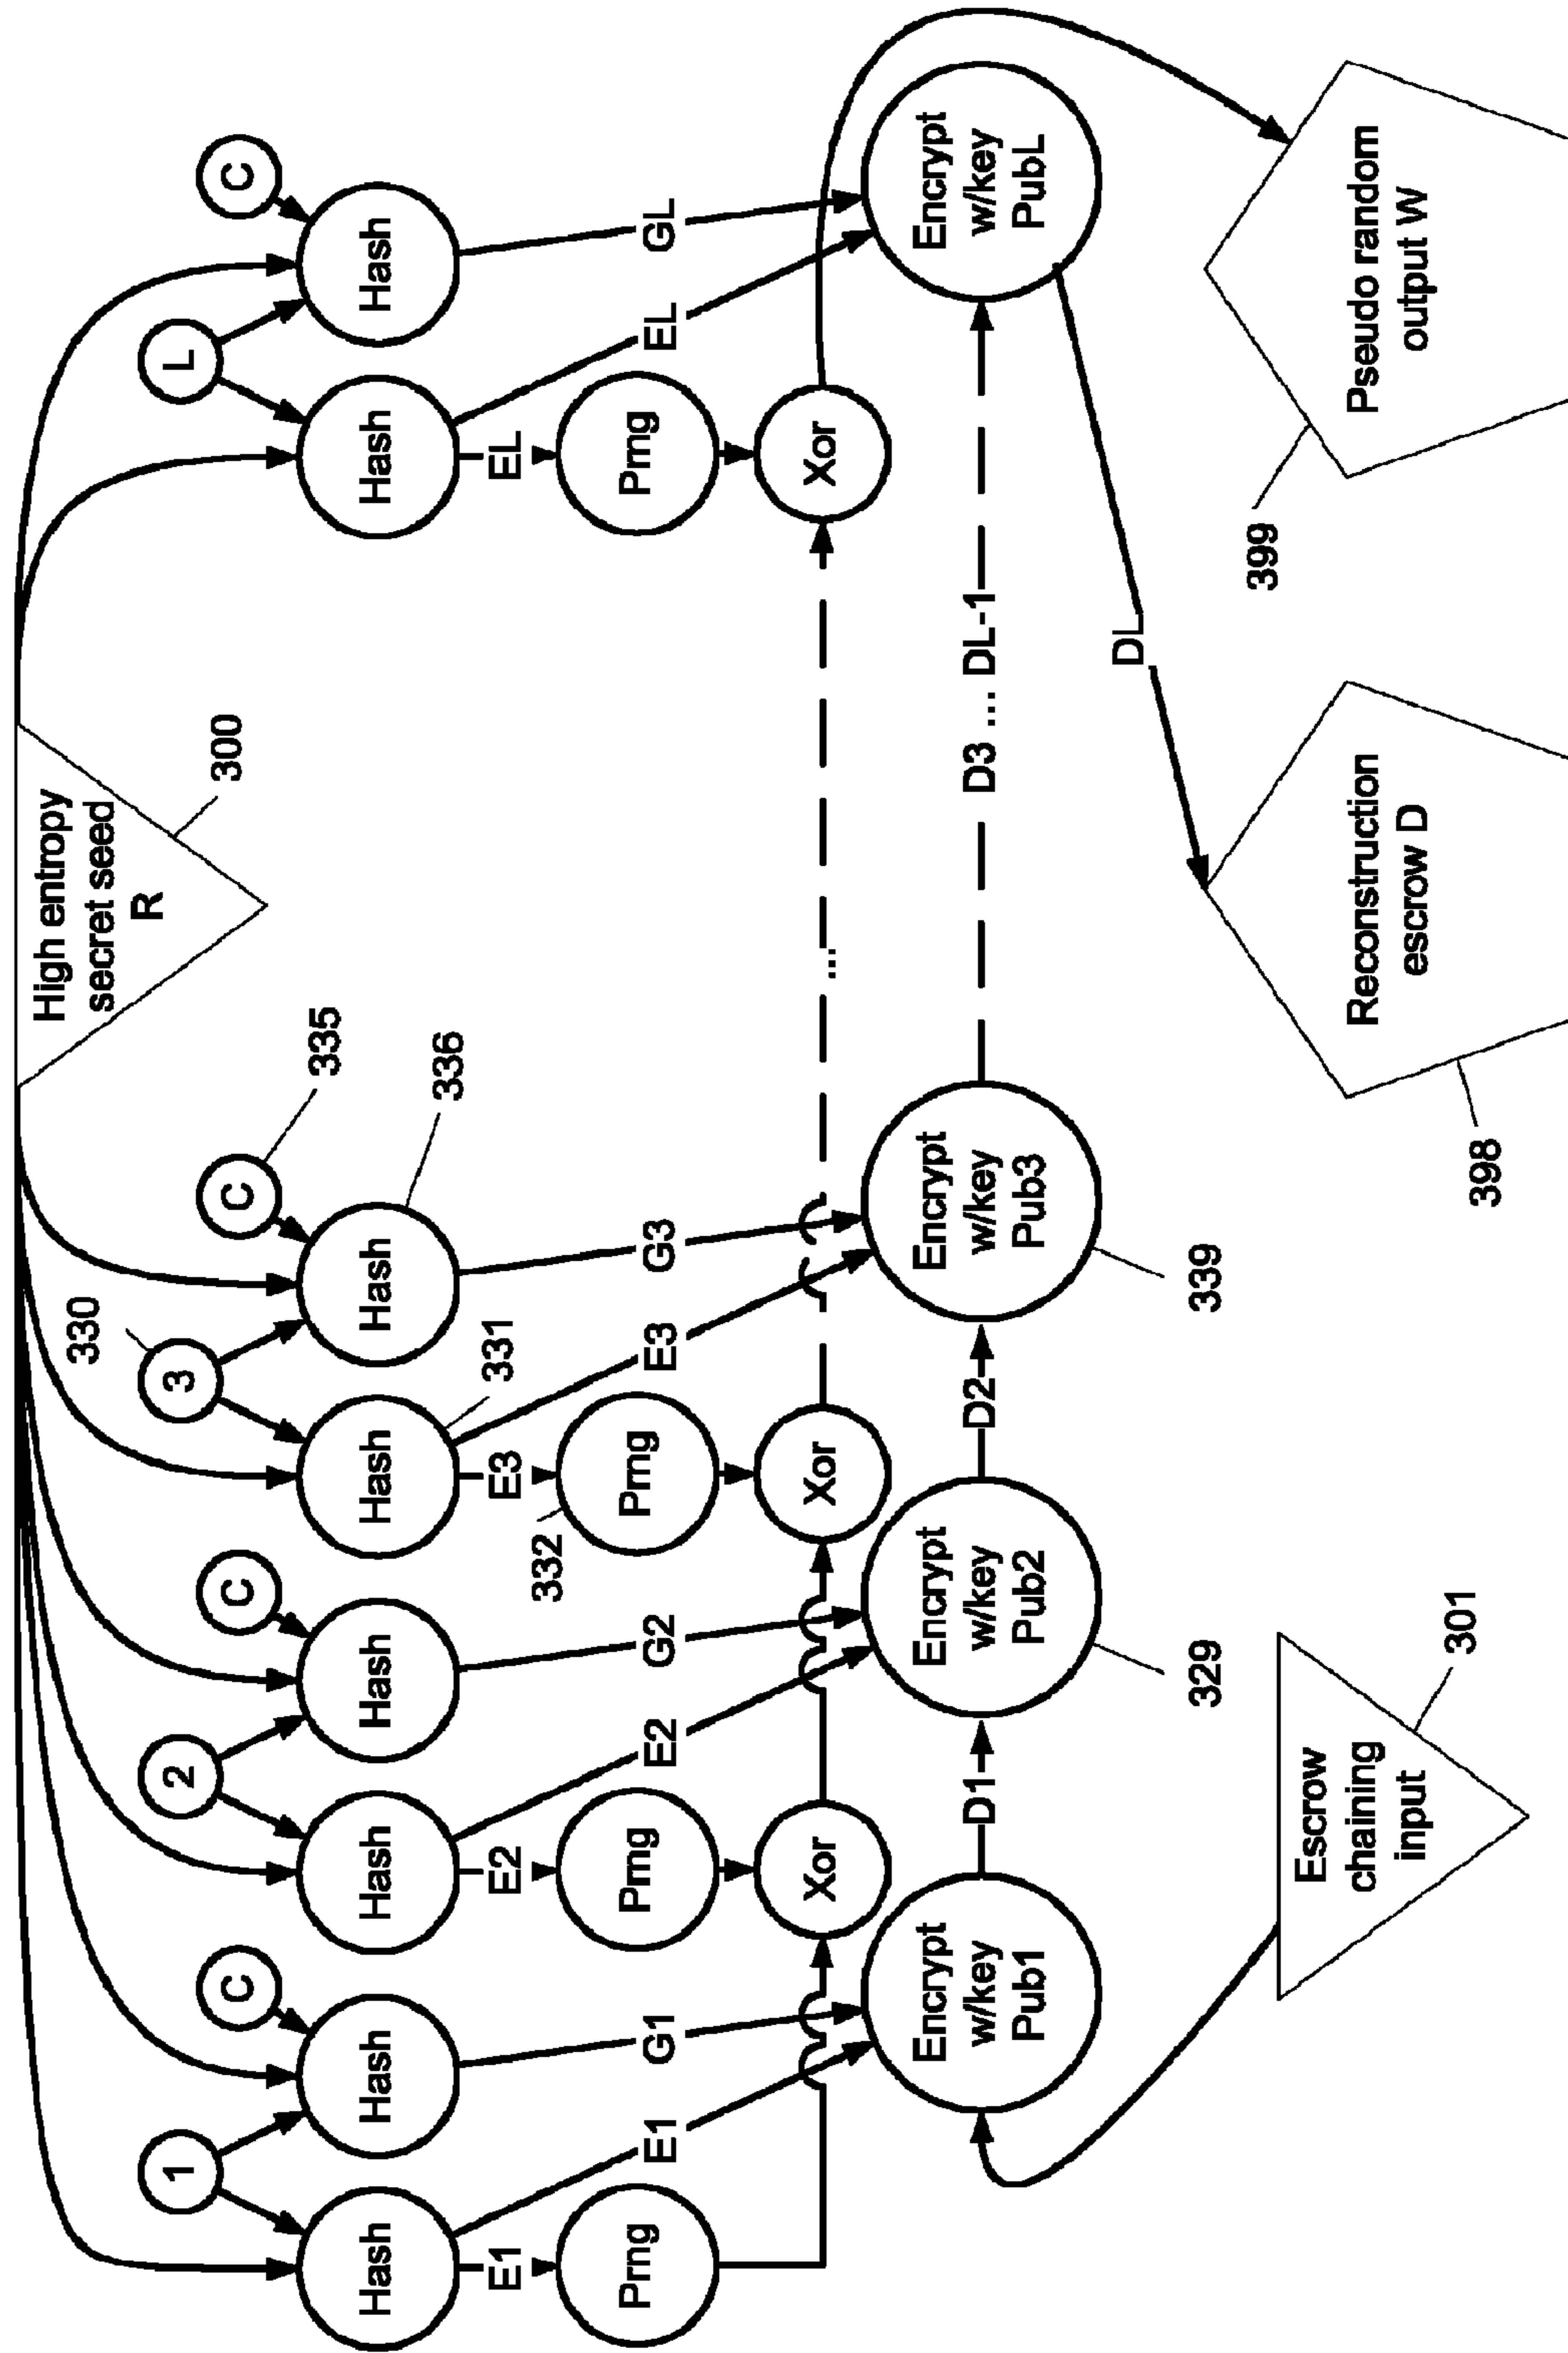 High entropy
secret seed
R
300
1
C
2
C
330
3
C
335
L
C
Hash
Hash
Hash
Hash
Hash
Hash
336
Hash
Hash
331
E1
E2
E3
EL
332
Prng
E1
G1
Prng
E2
G2
Prng
E3
G3
Prng
EL
GL
Xor
Xor
...
Xor
Encrypt
w/key
Pub1
D1
Encrypt
w/key
Pub2
D2
Encrypt
w/key
Pub3
D3 ... DL-1
Encrypt
w/key
PubL
329
339
DL
Escrow
chaining
input
301
Reconstruction
escrow D
398
Pseudo random
output W
399